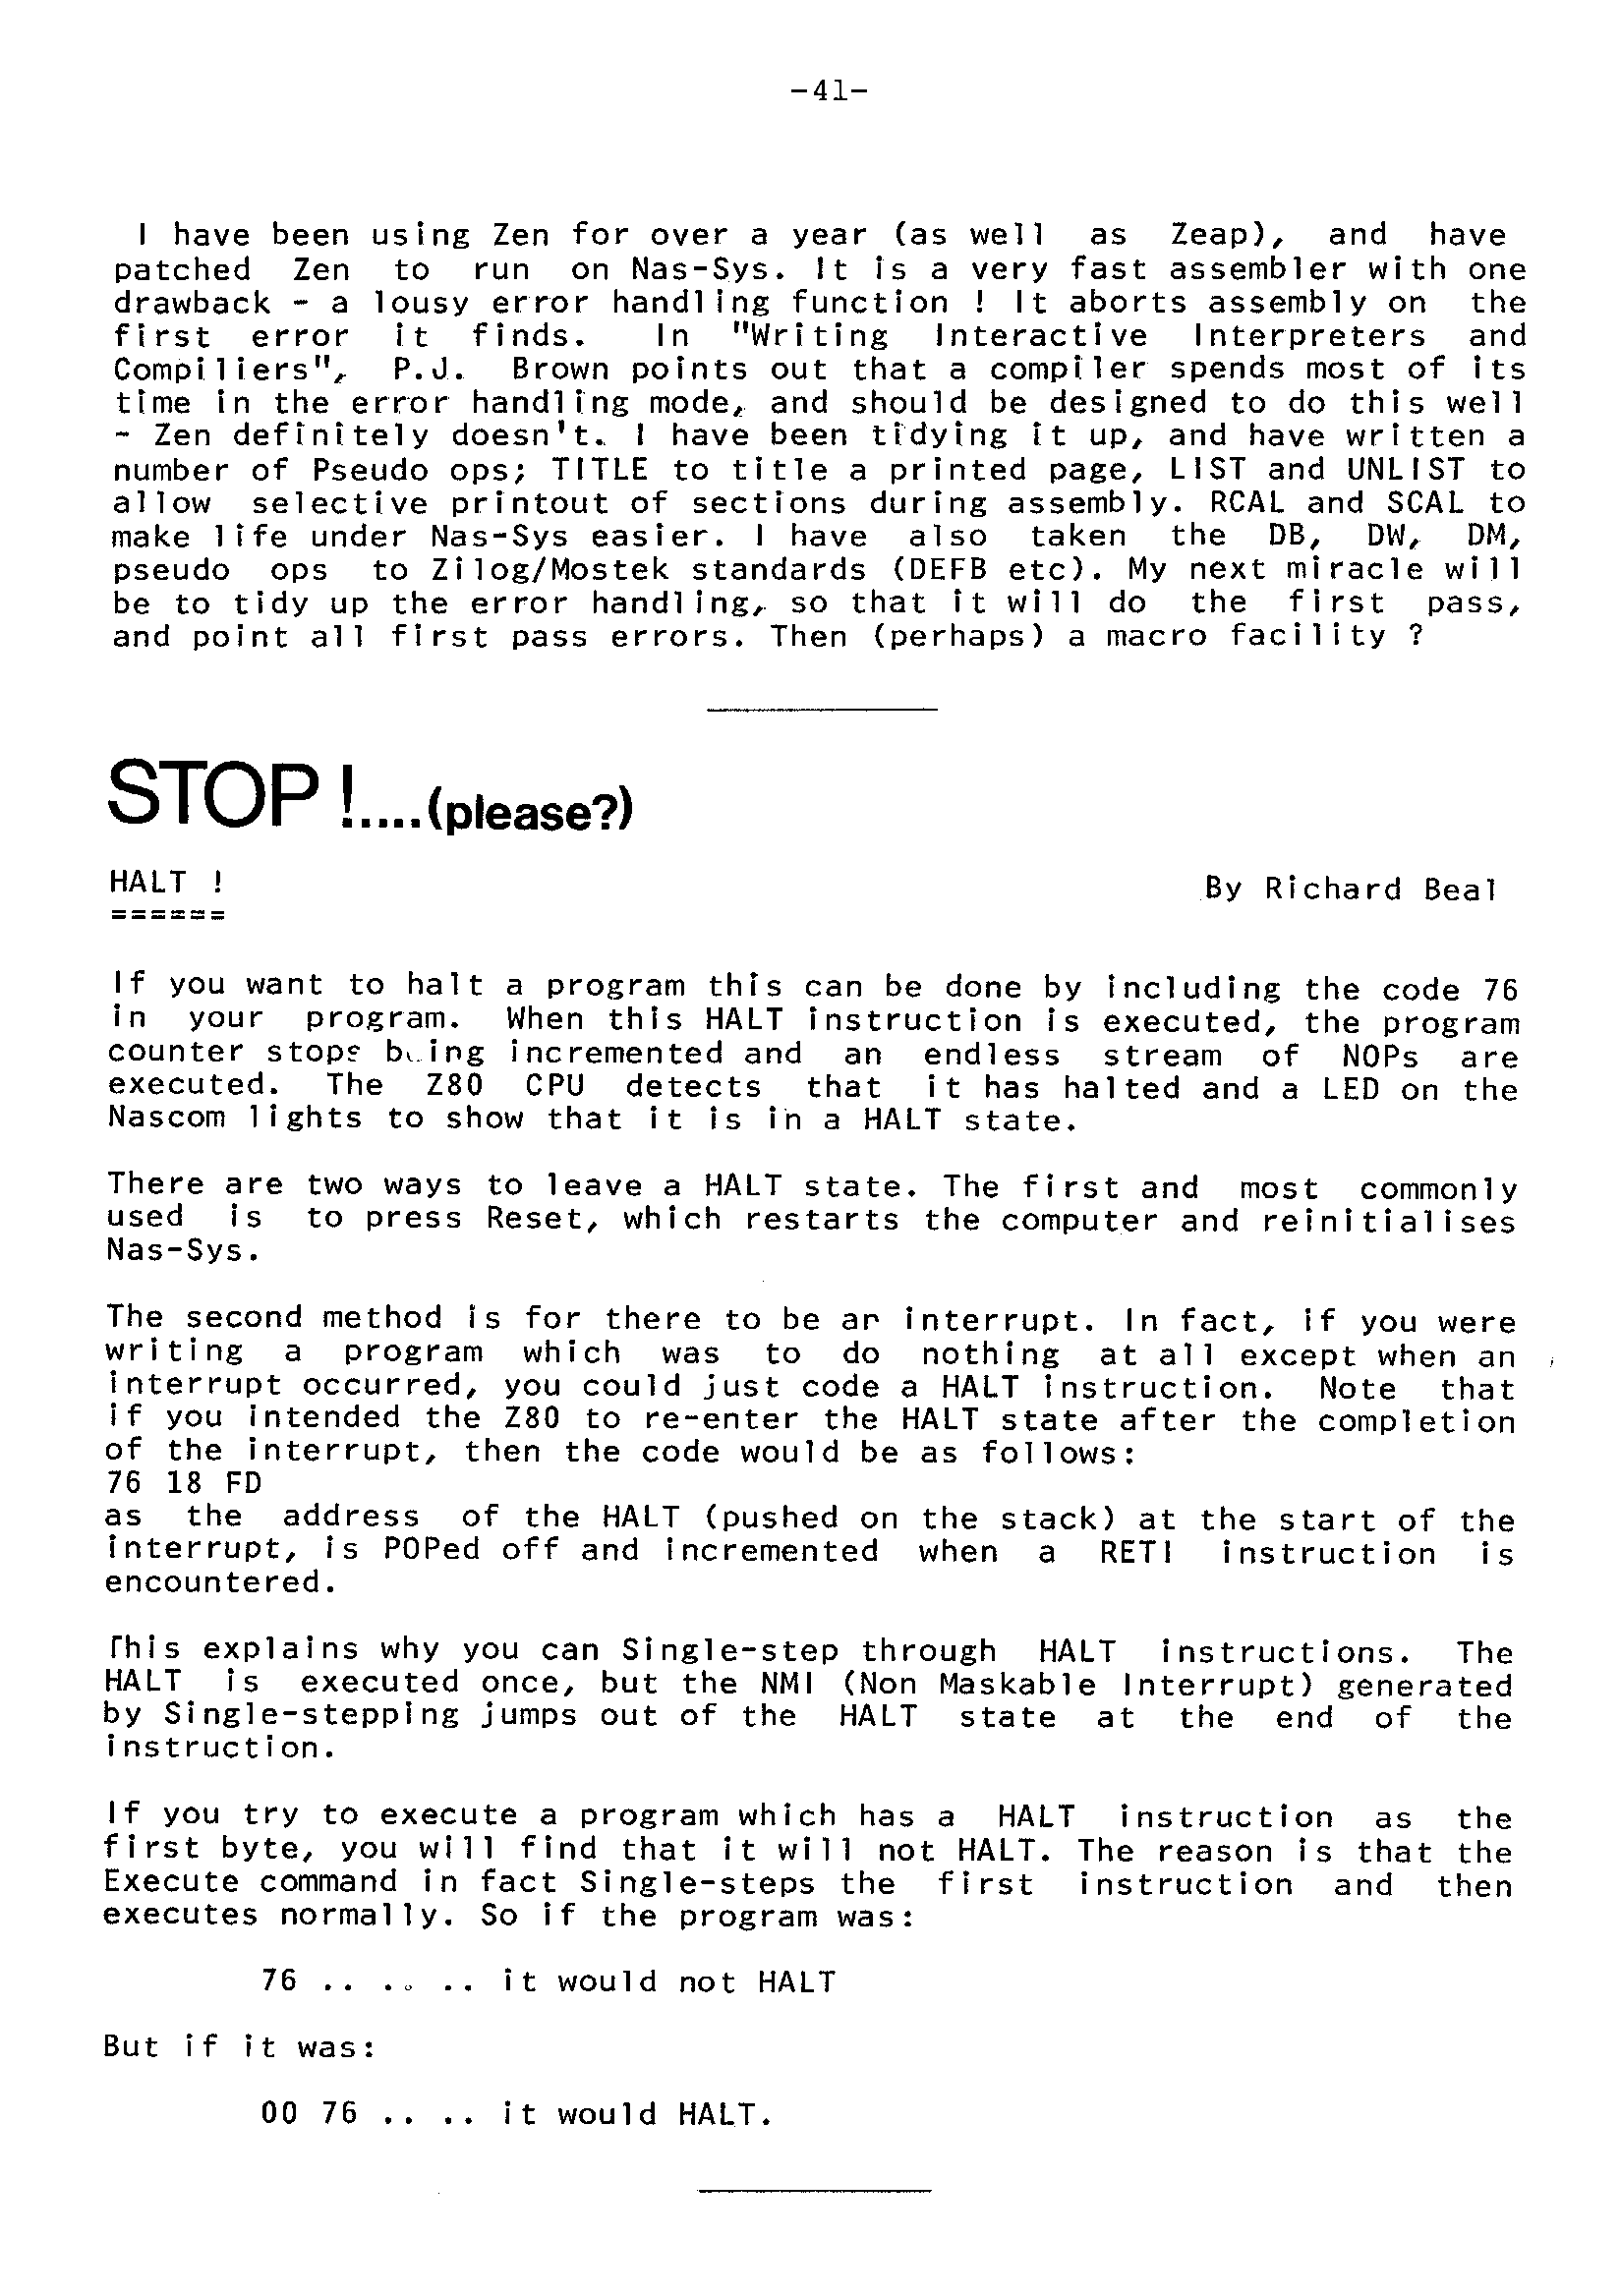 -41-
I have been using Zen for over a year (as well as Zeap), and have
patched Zen to run on Nas-Sys. It is a very fast assembler with one
drawback - a lousy error handling function ! It aborts assembly on the
first error it finds. In "Writing Interactive Interpreters and
Compiliers", P.J. Brown points out that a compiler spends most of its
time in the error handling mode, and should be designed to do this well
- Zen definitely doesn't. I have been tidying it up, and have written a
number of Pseudo ops; TITLE to title a printed page, LIST and UNLIST to
allow selective printout of sections during assembly. RCAL and SCAL to
make life under Nas-Sys easier. I have also taken the DB, DW, DM,
pseudo ops to Zilog/Mostek standards (DEFB etc). My next miracle will
be to tidy up the error handling, so that it will do the first pass,
and point all first pass errors. Then (perhaps) a macro facility ?
STOP !.....(please?)
HALT !
======
By Richard Beal
If you want to halt a program this can be done by including the code 76
in your program. When this HALT instruction is executed, the program
counter stops being incremented and an endless stream of NOPs are
executed. The Z80 CPU detects that it has halted and a LED on the
Nascom lights to show that it is in a HALT state.
There are two ways to leave a HALT state. The first and most commonly
used is to press Reset, which restarts the computer and reinitialises
Nas-Sys.
The second method is for there to be an interrupt. In fact, if you were
writing a program which was to do nothing at all except when an
interrupt occurred, you could just code a HALT instruction. Note that
if you intended the Z80 to re-enter the HALT state after the completion
of the interrupt, then the code would be as follows:
76 18 FD
as the address of the HALT (pushed on the stack) at the start of the
interrupt, is POPed off and incremented when a RETI instruction is
encountered.
This explains why you can Single-step through HALT instructions. The
HALT is executed once, but the NMI (Non Maskable Interrupt) generated
by Single-stepping jumps out of the HALT state at the end of the
instruction.
If you try to execute a program which has a HALT instruction as the
first byte, you will find that it will not HALT. The reason is that the
Execute command in fact Single-steps the first instruction and then
executes normally. So if the program was:
76 .. .. .. it would not HALT
But if it was:
00 76 .. .. it would HALT.